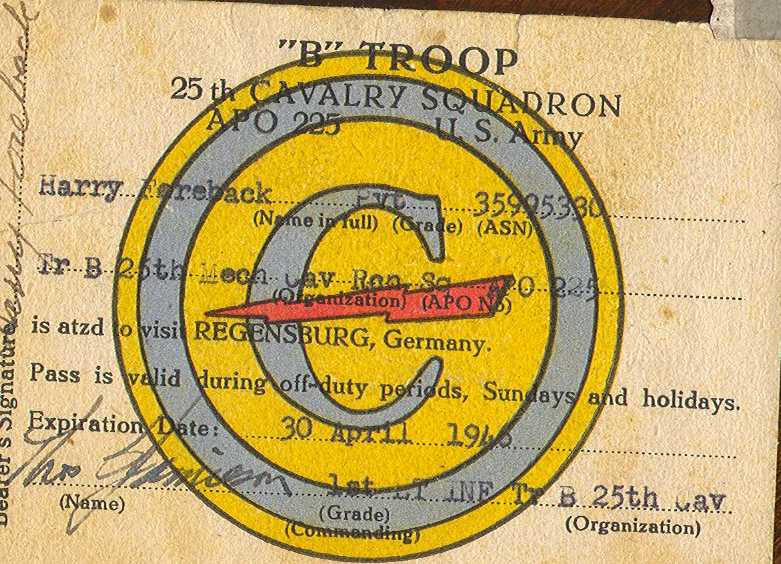 "B" TROOP
25th CAVALRY SQUADRON
APO 225 U. S. Army
Harry Foreback Pvt 35995380
(Name in full) (Grade) (ASN)
Tr B 25th Mech Cav Rcn Sq APO 225
(Organization) (APO No)
is atzd to visit REGENSBURG, Germany.
Pass is valid during off-duty periods, Sundays and holidays.
Expiration Date: 30 April 1946
1st LT INF Tr B 25th Cav
(Name) (Grade) (Organization)
(Commanding)
Bearer's Signature Harry Foreback
C